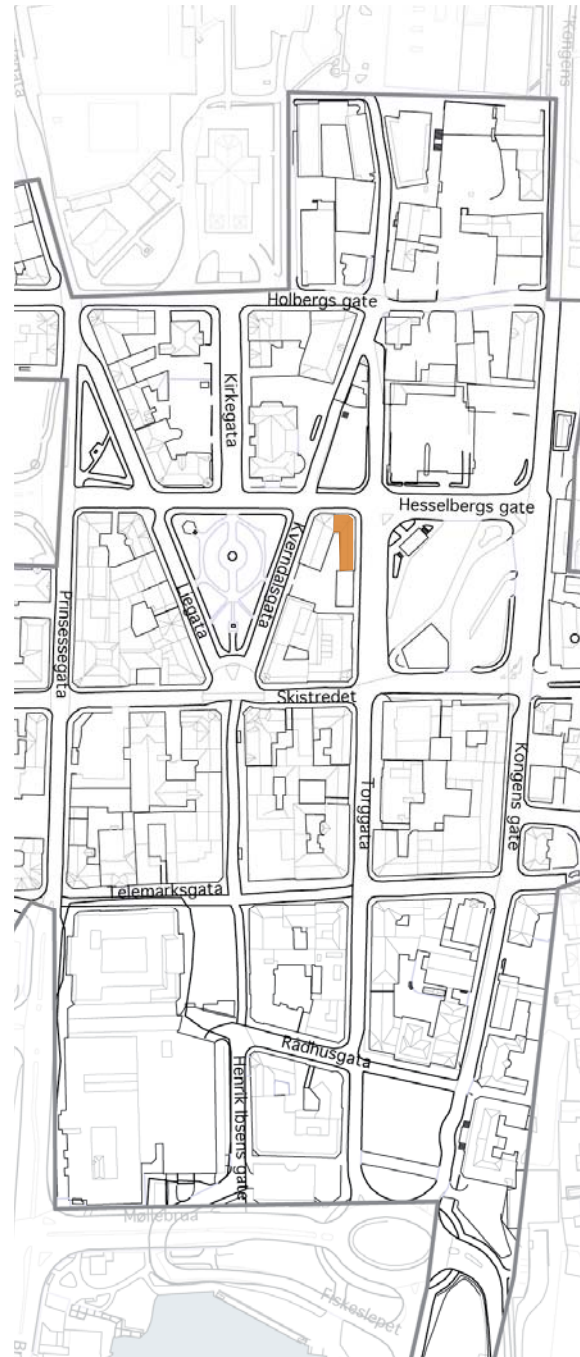 Kongens
Holbergs gate
Kirkegata
Hesselbergs gate
Kverndalsgata
Liegata
Prinsessegata
Skistredet
Torggata
Kongens gate
Telemarksgata
Rådhusgata
Henrik Ibsens gate
Møllebrua
Fiskeslepet